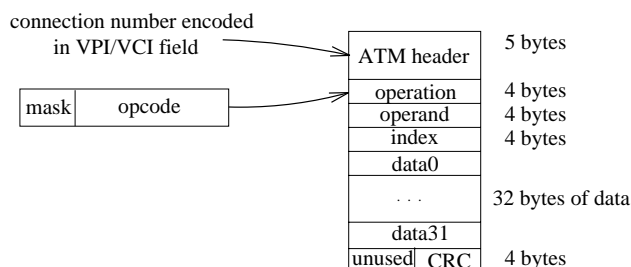 connection number encoded
in VPI/VCI field
ATM header
5 bytes
mask
opcode
operation
4 bytes
operand
4 bytes
index
4 bytes
data0
. . .
32 bytes of data
data31
unused
CRC
4 bytes